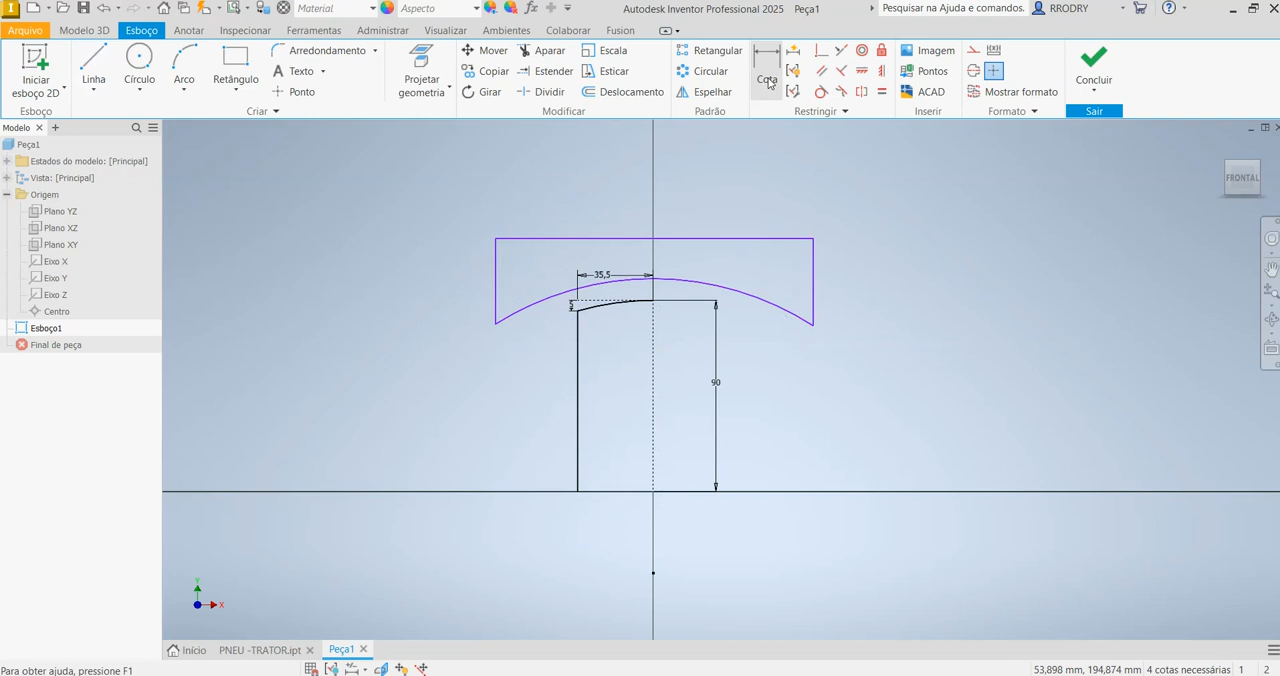 Material
Aspecto
Autodesk Inventor Professional 2025
Peça1
Pesquisar na Ajuda e comandos.
RRODRY
Arquivo
Modelo 3D
Esboço
Anotar
Inspecionar
Ferramentas
Administrar
Visualizar
Ambientes
Colaborar
Fusion
Iniciar
esboço 2D
Linha
Círculo
Arco
Retângulo
Arredondamento
Texto
Ponto
Projetar
geometria
Mover
Copiar
Girar
Aparar
Estender
Dividir
Escala
Esticar
Deslocamento
Retangular
Circular
Espelhar
Cota
Imagem
Pontos
ACAD
Mostrar formato
Concluir
Esboço
Criar
Modificar
Padrão
Restringir
Inserir
Formato
Sair
Modelo
Peça1
Estados do modelo: [Principal]
Vista: [Principal]
Origem
Plano YZ
Plano XZ
Plano XY
Eixo X
Eixo Y
Eixo Z
Centro
Esboço1
Final de peça
FRONTAL
35,5
5
90
Y
X
Início
PNEU -TRATOR.ipt
Peça1
Para obter ajuda, pressione F1
53,898 mm, 194,874 mm
4 cotas necessárias
1
2